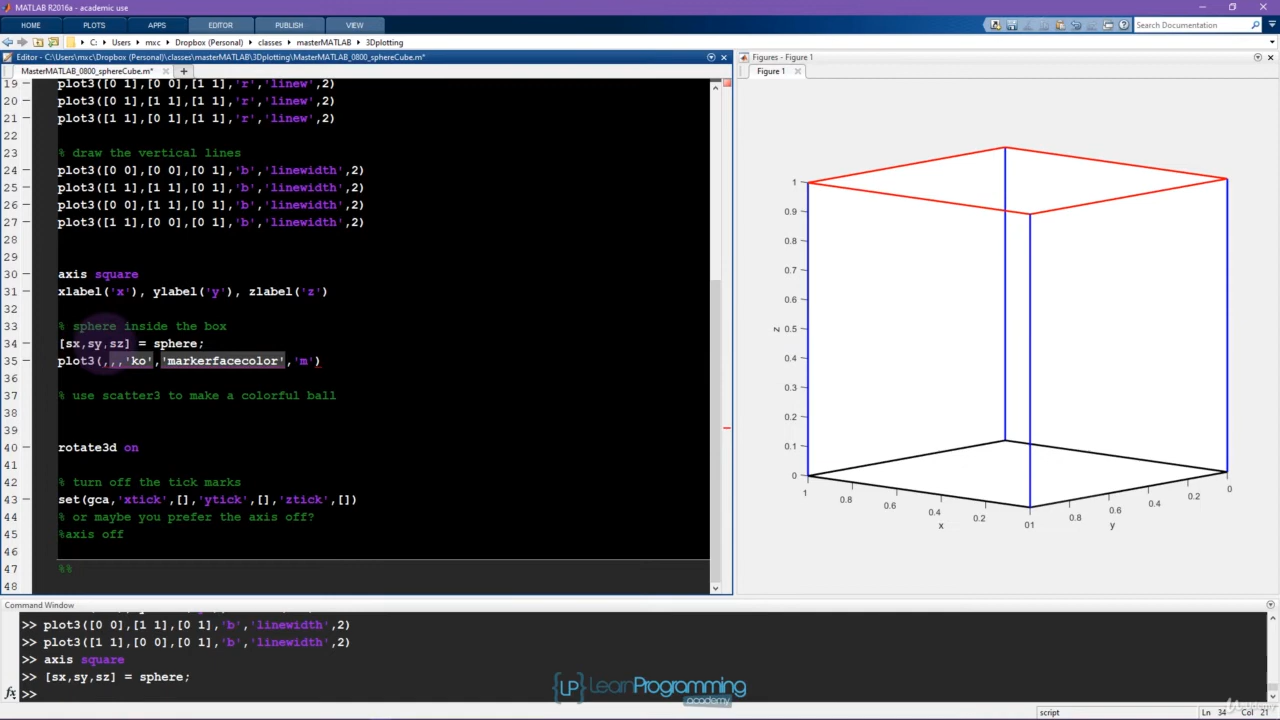 MATLAB R2016a - academic use
HOME PLOTS APPS EDITOR PUBLISH VIEW Search Documentation
C: Users mxc Dropbox (Personal) classes masterMATLAB 3Dplotting
Editor - C:\Users\mxc\Dropbox (Personal)\classes\masterMATLAB\3Dplotting\MasterMATLAB_0800_sphereCube.m*
MasterMATLAB_0800_sphereCube.m* +
19 plot3([0 1],[0 0],[1 1],'r','linew',2)
20 plot3([0 1],[1 1],[1 1],'r','linew',2)
21 plot3([1 1],[0 1],[1 1],'r','linew',2)
22
23 % draw the vertical lines
24 plot3([0 0],[0 0],[0 1],'b','linewidth',2)
25 plot3([1 1],[1 1],[0 1],'b','linewidth',2)
26 plot3([0 0],[1 1],[0 1],'b','linewidth',2)
27 plot3([1 1],[0 0],[0 1],'b','linewidth',2)
28
29
30 axis square
31 xlabel('x'), ylabel('y'), zlabel('z')
32
33 % sphere inside the box
34 [sx,sy,sz] = sphere;
35 plot3(,,,'ko','markerfacecolor','m')
36
37 % use scatter3 to make a colorful ball
38
39
40 rotate3d on
41
42 % turn off the tick marks
43 set(gca,'xtick',[],'ytick',[],'ztick',[])
44 % or maybe you prefer the axis off?
45 %axis off
46
47 %%
48
Figures - Figure 1
Figure 1
1
0.9
0.8
0.7
0.6
0.5
z
0.4
0.3
0.2
0.1
0
1 0.8 0.6 0.4 0.2 01 0.8 0.6 0.4 0.2 0
x y
Command Window
>> plot3([0 0],[1 1],[0 1],'b','linewidth',2)
>> plot3([1 1],[0 0],[0 1],'b','linewidth',2)
>> axis square
>> [sx,sy,sz] = sphere;
fx >>
{LP} LearnProgramming
academy
script Ln 34 Col 21